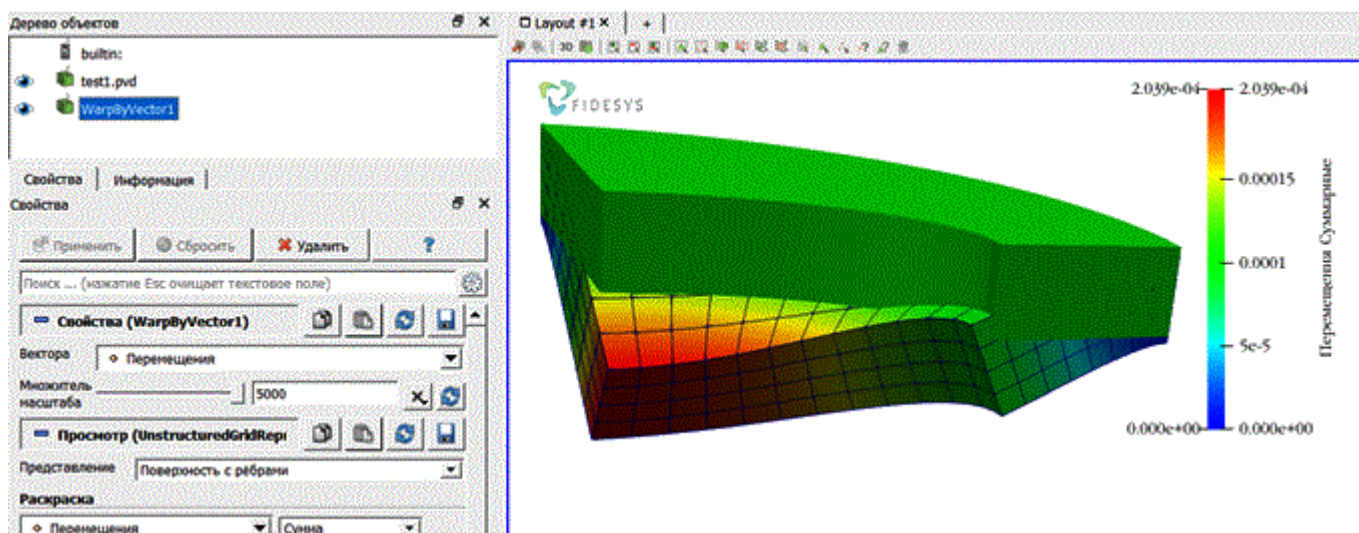 Дерево объектов
builtin:
test1.pvd
WarpByVector1
Свойства
Информация
Свойства
Применить
Сбросить
Удалить
?
Поиск ... (нажатие Esc очищает текстовое поле)
Свойства (WarpByVector1)
Вектора
Перемещения
Множитель масштаба
5000
Просмотр (UnstructuredGridRepr
Представление
Поверхность с рёбрами
Раскраска
Перемещения
Сумма
Layout #1
+
3D
FIDESYS
2.039e-04
2.039e-04
0.00015
0.0001
5e-5
0.000e+00
0.000e+00
Перемещения Суммарные